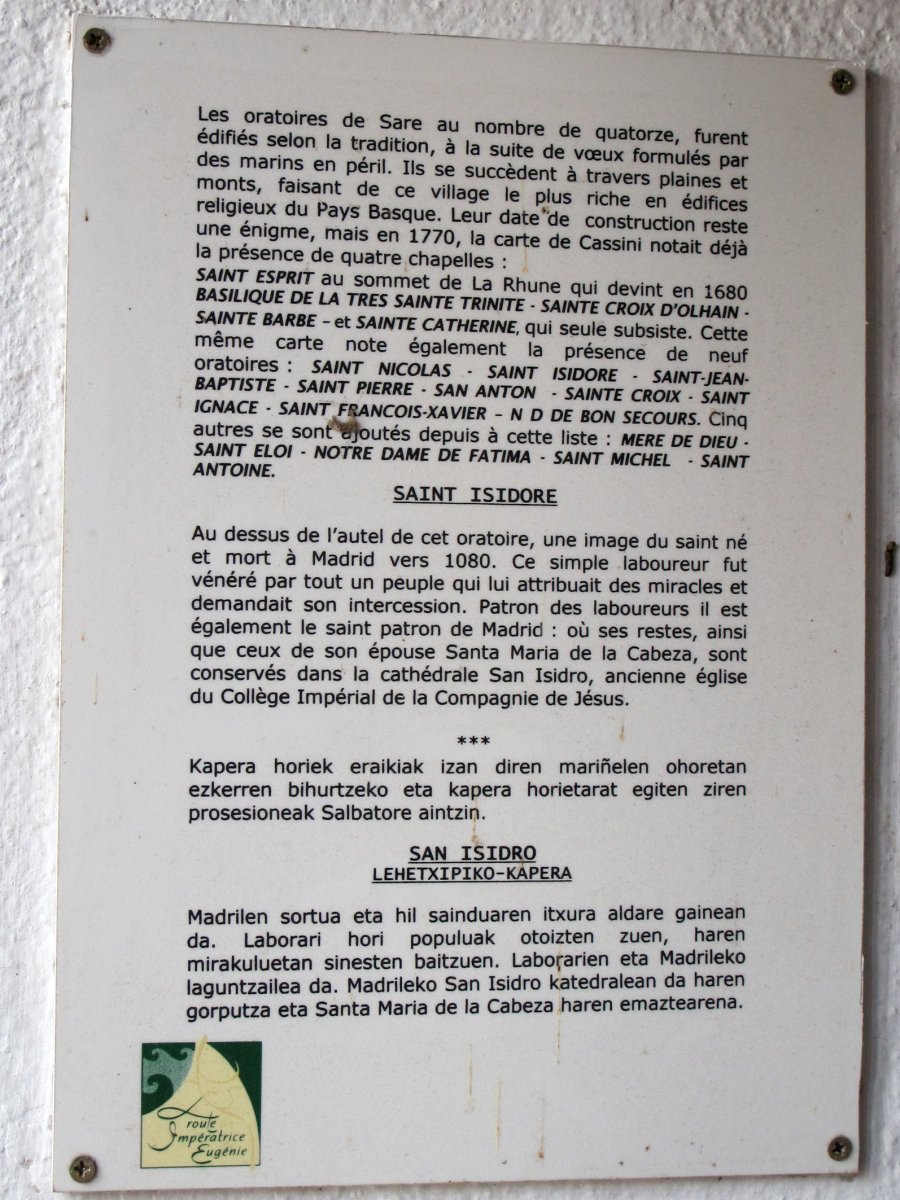 Les oratoires de Sare au nombre de quatorze, furent
édifiés selon la tradition, à la suite de vœux formulés par
des marins en péril. Ils se succèdent à travers plaines et
monts, faisant de ce village le plus riche en édifices
religieux du Pays Basque. Leur date de construction reste
une énigme, mais en 1770, la carte de Cassini notait déjà
la présence de quatre chapelles :
SAINT ESPRIT au sommet de La Rhune qui devint en 1680
BASILIQUE DE LA TRES SAINTE TRINITE - SAINTE CROIX D'OLHAIN -
SAINTE BARBE – et SAINTE CATHERINE, qui seule subsiste. Cette
même carte note également la présence de neuf
oratoires : SAINT NICOLAS - SAINT ISIDORE - SAINT-JEAN-
BAPTISTE - SAINT PIERRE - SAN ANTON - SAINTE CROIX - SAINT
IGNACE - SAINT FRANCOIS-XAVIER – N D DE BON SECOURS. Cinq
autres se sont ajoutés depuis à cette liste : MERE DE DIEU -
SAINT ELOI - NOTRE DAME DE FATIMA - SAINT MICHEL - SAINT
ANTOINE.
SAINT ISIDORE
Au dessus de l'autel de cet oratoire, une image du saint né
et mort à Madrid vers 1080. Ce simple laboureur fut
vénéré par tout un peuple qui lui attribuait des miracles et
demandait son intercession. Patron des laboureurs il est
également le saint patron de Madrid : où ses restes, ainsi
que ceux de son épouse Santa Maria de la Cabeza, sont
conservés dans la cathédrale San Isidro, ancienne église
du Collège Impérial de la Compagnie de Jésus.
***
Kapera horiek eraikiak izan diren mariñelen ohoretan
ezkerren bihurtzeko eta kapera horietarat egiten ziren
prosesioneak Salbatore aintzin.
SAN ISIDRO
LEHETXIPIKO-KAPERA
Madrilen sortua eta hil sainduaren itxura aldare gainean
da. Laborari hori populuak otoizten zuen, haren
mirakuluetan sinesten baitzuen. Laborarien eta Madrileko
laguntzailea da. Madrileko San Isidro katedralean da haren
gorputza eta Santa Maria de la Cabeza haren emaztearena.
route
Impératrice
Eugénie